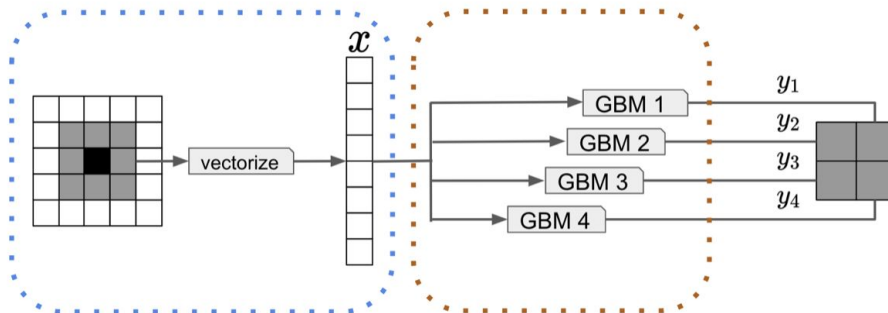 x
vectorize
GBM 1
GBM 2
GBM 3
GBM 4
y₁
y₂
y₃
y₄